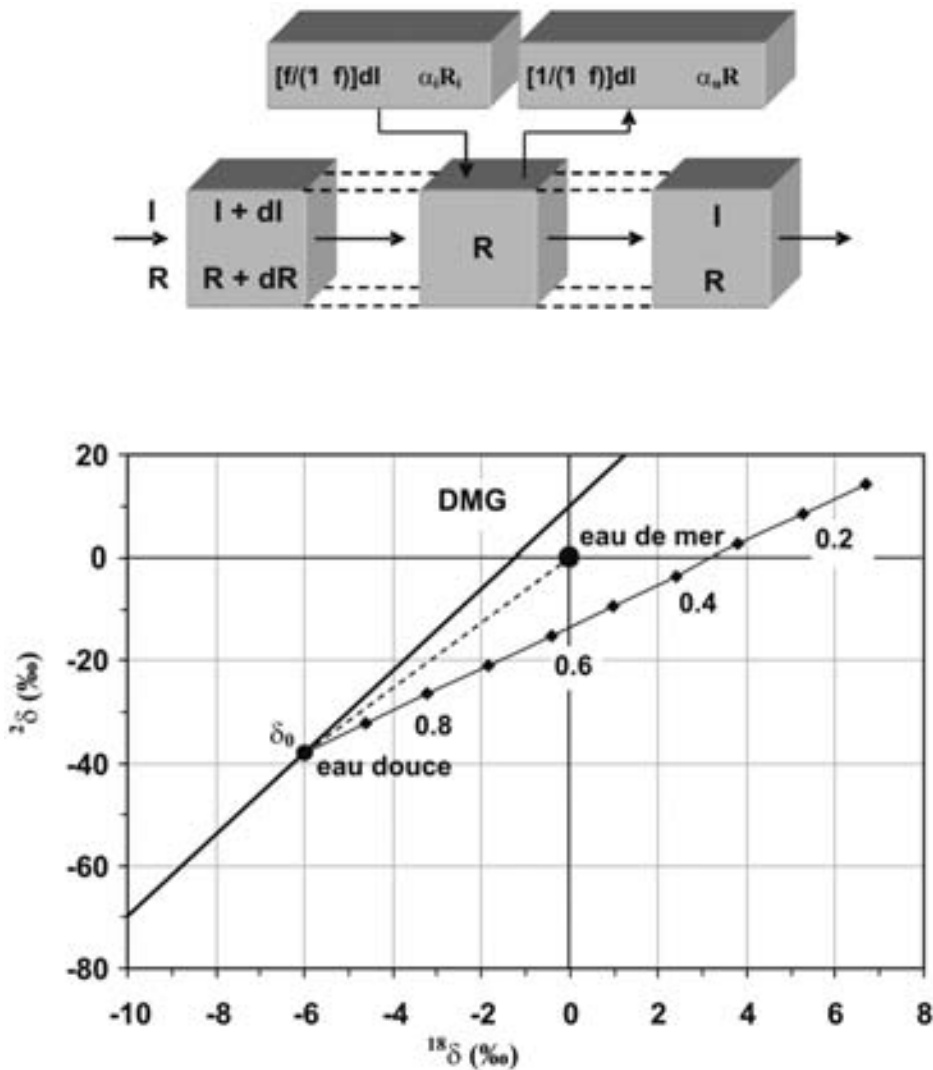 [f/(1 f)]dI αᵢRᵢ [1/(1 f)]dI αᵤR
I I + dI I
R
R R + dR R
20
DMG
eau de mer
0.2
0
0.4
-20
0.6
0.8
δ₀
-40
eau douce
-60
-80
-10 -8 -6 -4 -2 0 2 4 6 8
²δ (‰)
¹⁸δ (‰)